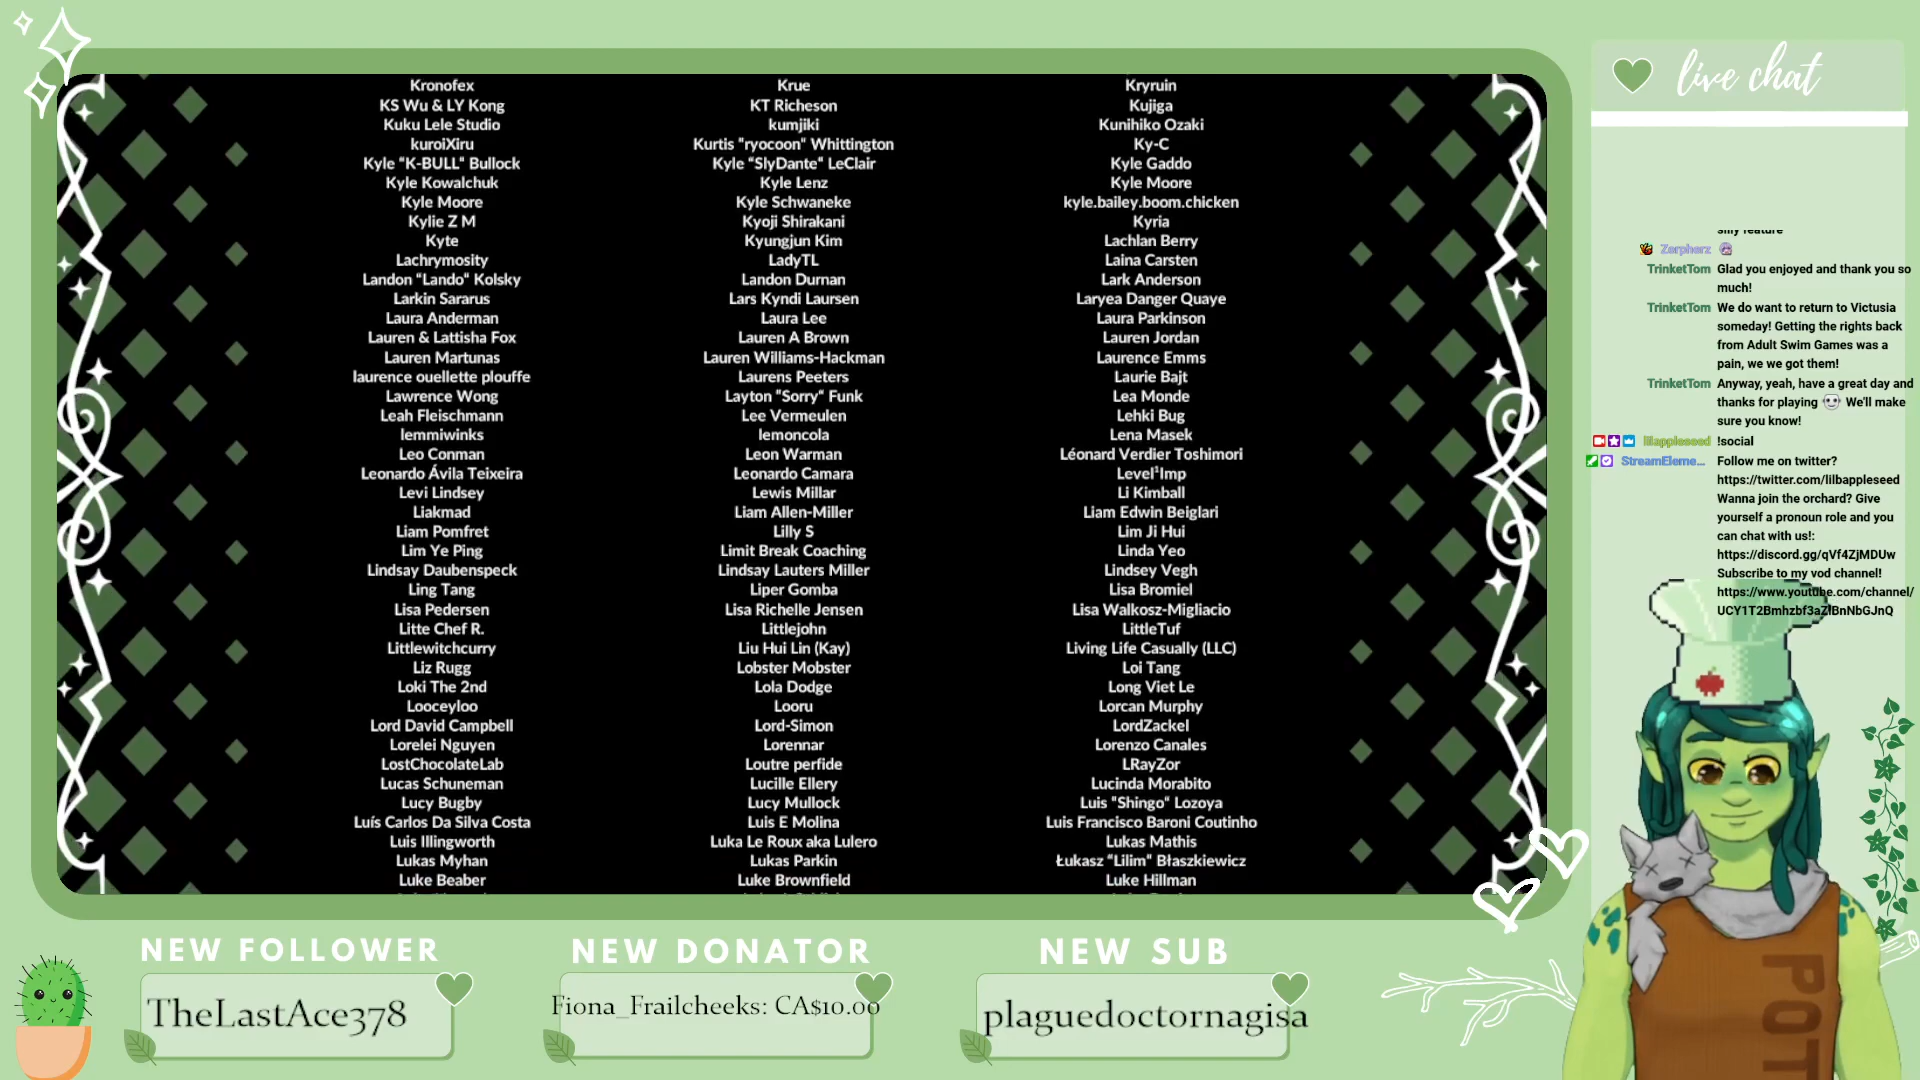 Kronofex Krue Kryruin
KS Wu & LY Kong KT Richeson Kujiga
Kuku Lele Studio kumjiki Kunihiko Ozaki
kuroiXiru Kurtis "ryocoon" Whittington Ky-C
Kyle "K-BULL" Bullock Kyle "SlyDante" LeClair Kyle Gaddo
Kyle Kowalchuk Kyle Lenz Kyle Moore
Kyle Moore Kyle Schwaneke kyle.bailey.boom.chicken
Kylie Z M Kyoji Shirakani Kyria
Kyte Kyungjun Kim Lachlan Berry
Lachrymosity LadyTL Laina Carsten
Landon "Lando" Kolsky Landon Durnan Lark Anderson
Larkin Sararus Lars Kyndi Laursen Laryea Danger Quaye
Laura Anderman Laura Lee Laura Parkinson
Lauren & Lattisha Fox Lauren A Brown Lauren Jordan
Lauren Martunas Lauren Williams-Hackman Laurence Emms
laurence ouellette plouffe Laurens Peeters Laurie Bajt
Lawrence Wong Layton "Sorry" Funk Lea Monde
Leah Fleischmann Lee Vermeulen Lehki Bug
lemmiwinks lemoncola Lena Masek
Leo Conman Leon Warman Léonard Verdier Toshimori
Leonardo Ávila Teixeira Leonardo Camara Level¹Imp
Levi Lindsey Lewis Millar Li Kimball
Liakmad Liam Allen-Miller Liam Edwin Beiglari
Liam Pomfret Lilly S Lim Ji Hui
Lim Ye Ping Limit Break Coaching Linda Yeo
Lindsay Daubenspeck Lindsay Lauters Miller Lindsey Vegh
Ling Tang Liper Gomba Lisa Bromiel
Lisa Pedersen Lisa Richelle Jensen Lisa Walkosz-Migliacio
Litte Chef R. Littlejohn LittleTuf
Littlewitchcurry Liu Hui Lin (Kay) Living Life Casually (LLC)
Liz Rugg Lobster Mobster Loi Tang
Loki The 2nd Lola Dodge Long Viet Le
Looceyloo Looru Lorcan Murphy
Lord David Campbell Lord-Simon LordZackel
Lorelei Nguyen Lorennar Lorenzo Canales
LostChocolateLab Loutre perfide LRayZor
Lucas Schuneman Lucille Ellery Lucinda Morabito
Lucy Bugby Lucy Mullock Luis "Shingo" Lozoya
Luís Carlos Da Silva Costa Luis E Molina Luis Francisco Baroni Coutinho
Luis Illingworth Luka Le Roux aka Lulero Lukas Mathis
Lukas Myhan Lukas Parkin Łukasz "Lilim" Błaszkiewicz
Luke Beaber Luke Brownfield Luke Hillman
live chat
silly feature
Zerpherz
TrinketTom Glad you enjoyed and thank you so
much!
TrinketTom We do want to return to Victusia
someday! Getting the rights back
from Adult Swim Games was a
pain, we we got them!
TrinketTom Anyway, yeah, have a great day and
thanks for playing We'll make
sure you know!
lilappleseed !social
StreamEleme... Follow me on twitter?
https://twitter.com/lilbappleseed
Wanna join the orchard? Give
yourself a pronoun role and you
can chat with us!:
https://discord.gg/qVf4ZjMDUw
Subscribe to my vod channel!
https://www.youtube.com/channel/
POT
NEW FOLLOWER
TheLastAce378
NEW DONATOR
Fiona_Frailcheeks: CA$10.00
NEW SUB
plaguedoctornagisa